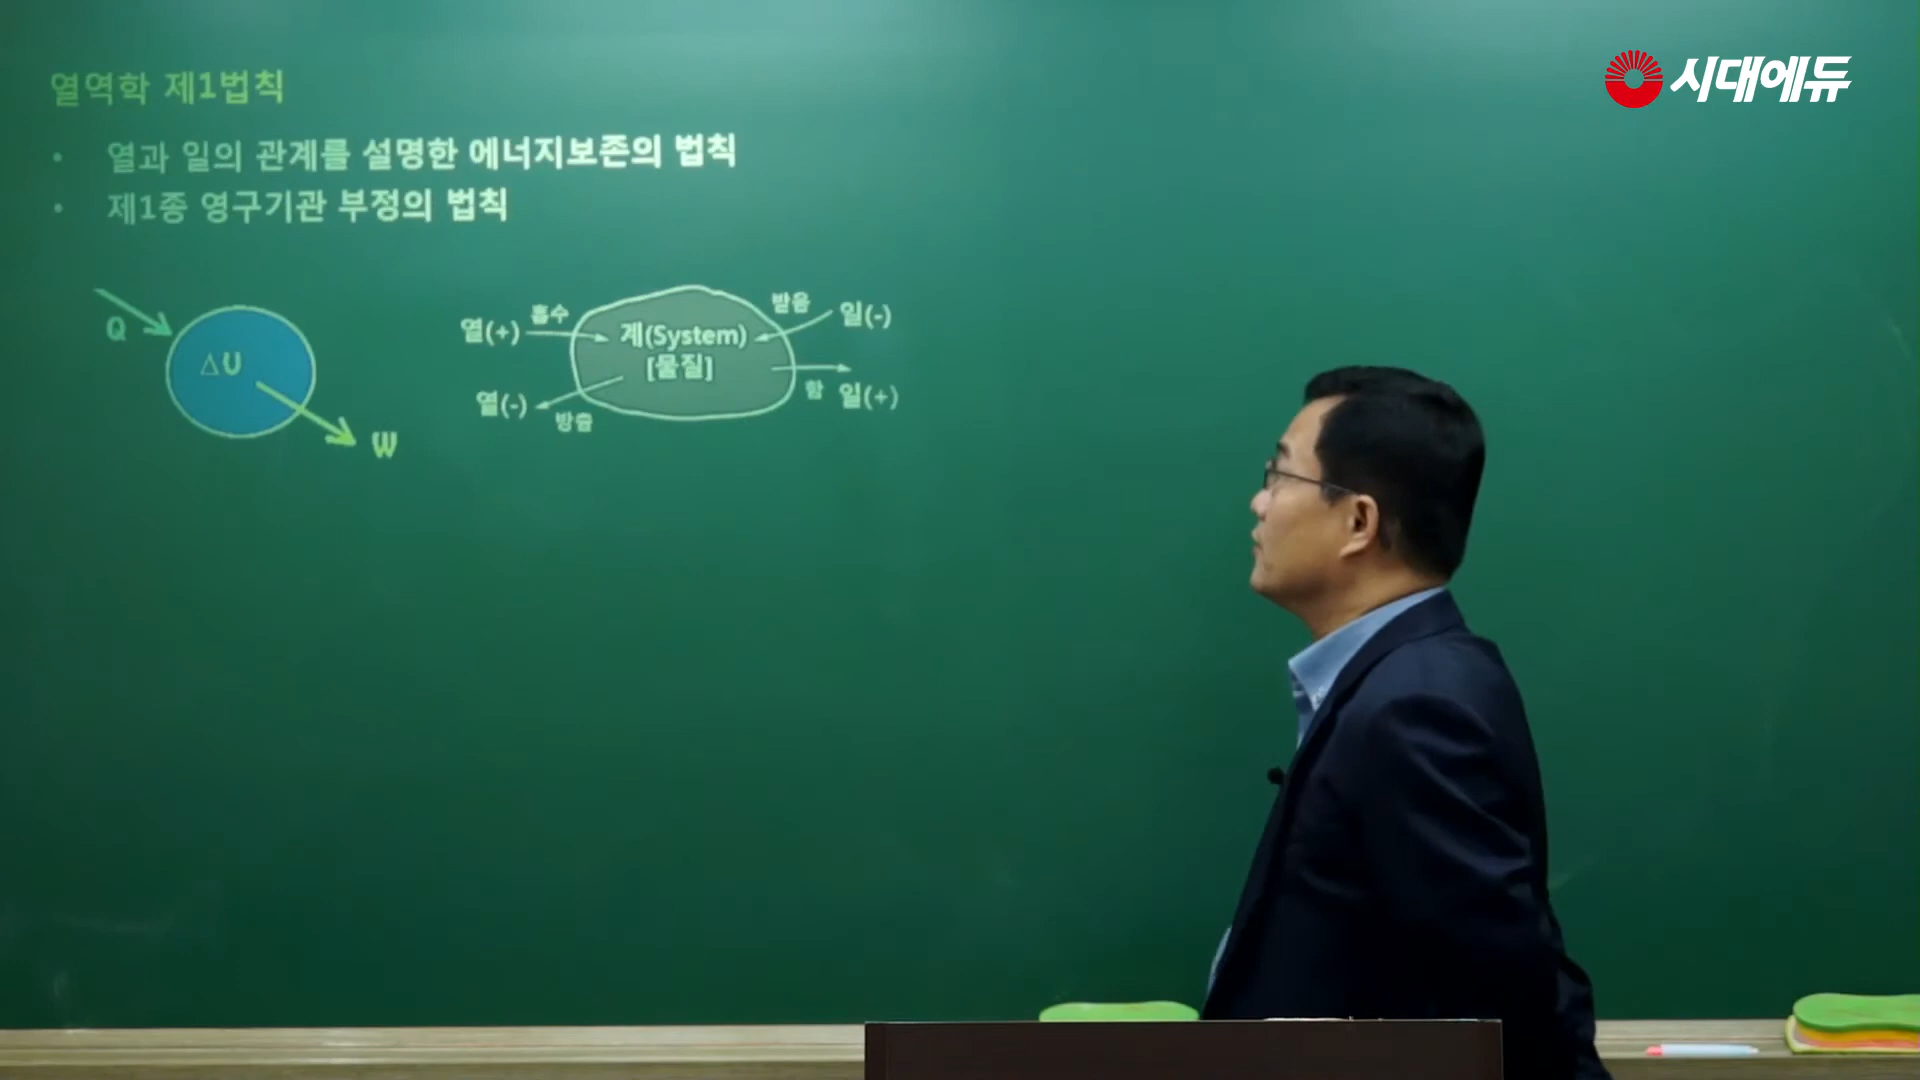 시대에듀
열역학 제1법칙
• 열과 일의 관계를 설명한 에너지보존의 법칙
• 제1종 영구기관 부정의 법칙
Q
ΔU
W
열(+)
흡수
계(System)
[물질]
받음
일(-)
열(-)
방출
함
일(+)